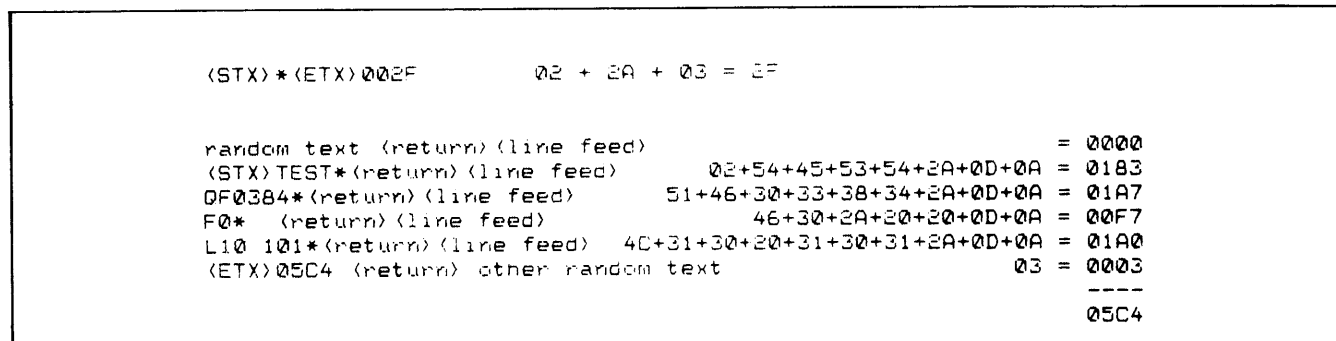 <STX>*<ETX>002F 02 + 2A + 03 = 2F
random text <return><line feed> = 0000
<STX>TEST*<return><line feed> 02+54+45+53+54+2A+0D+0A = 0183
QF0384*<return><line feed> 51+46+30+33+38+34+2A+0D+0A = 01A7
F0* <return><line feed> 46+30+2A+20+20+0D+0A = 00F7
L10 101*<return><line feed> 4C+31+30+20+31+30+31+2A+0D+0A = 01A0
<ETX>05C4 <return> other random text 03 = 0003
----
05C4